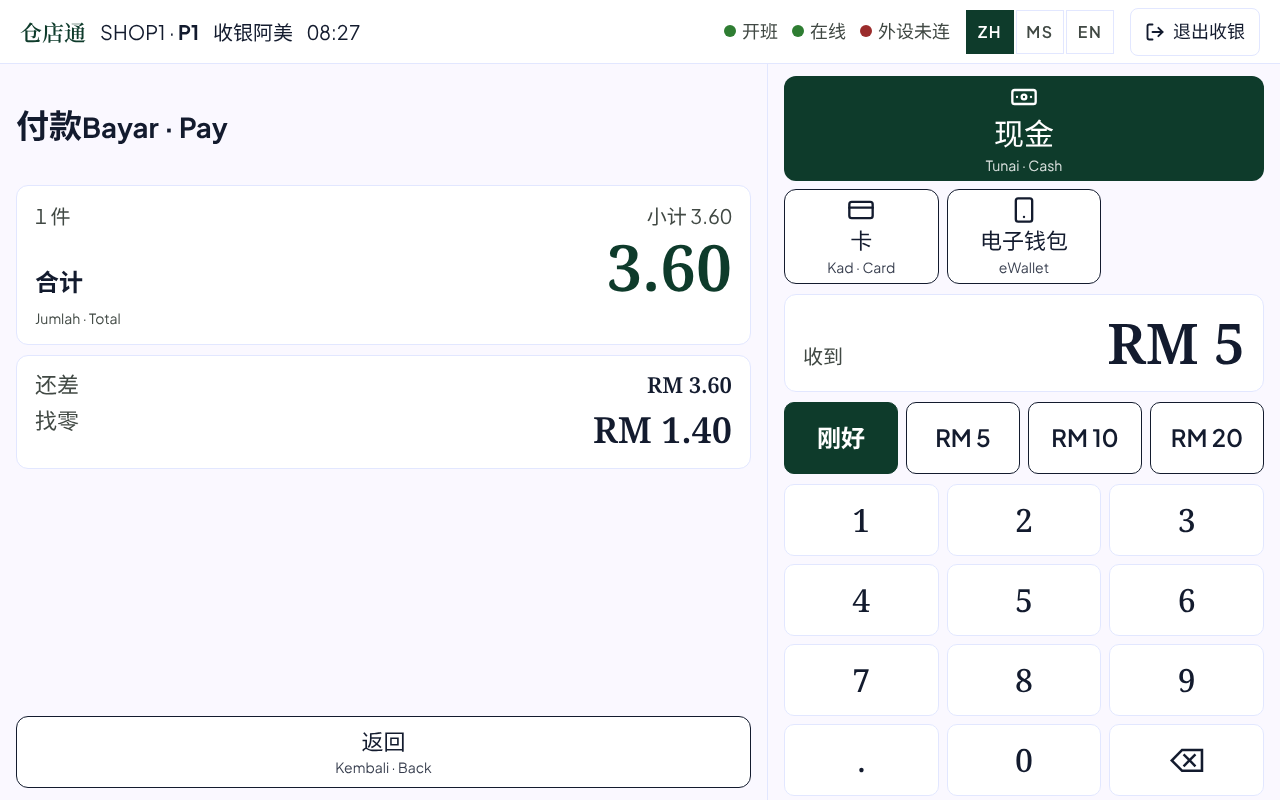 仓店通 SHOP1 · P1 收银阿美 08:27
开班 在线 外设未连 ZH MS EN 退出收银
付款Bayar · Pay
1 件 小计 3.60
合计 3.60
Jumlah · Total
还差 RM 3.60
找零 RM 1.40
返回
Kembali · Back
现金
Tunai · Cash
卡
Kad · Card
电子钱包
eWallet
收到 RM 5
刚好 RM 5 RM 10 RM 20
1 2 3
4 5 6
7 8 9
. 0